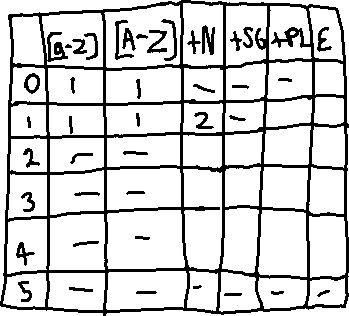 [a-z] [A-Z] +N +SG +PL E
0 1 1 - - -
1 1 1 2 -
2 - -
3 - -
4 - -
5 - - - - - -